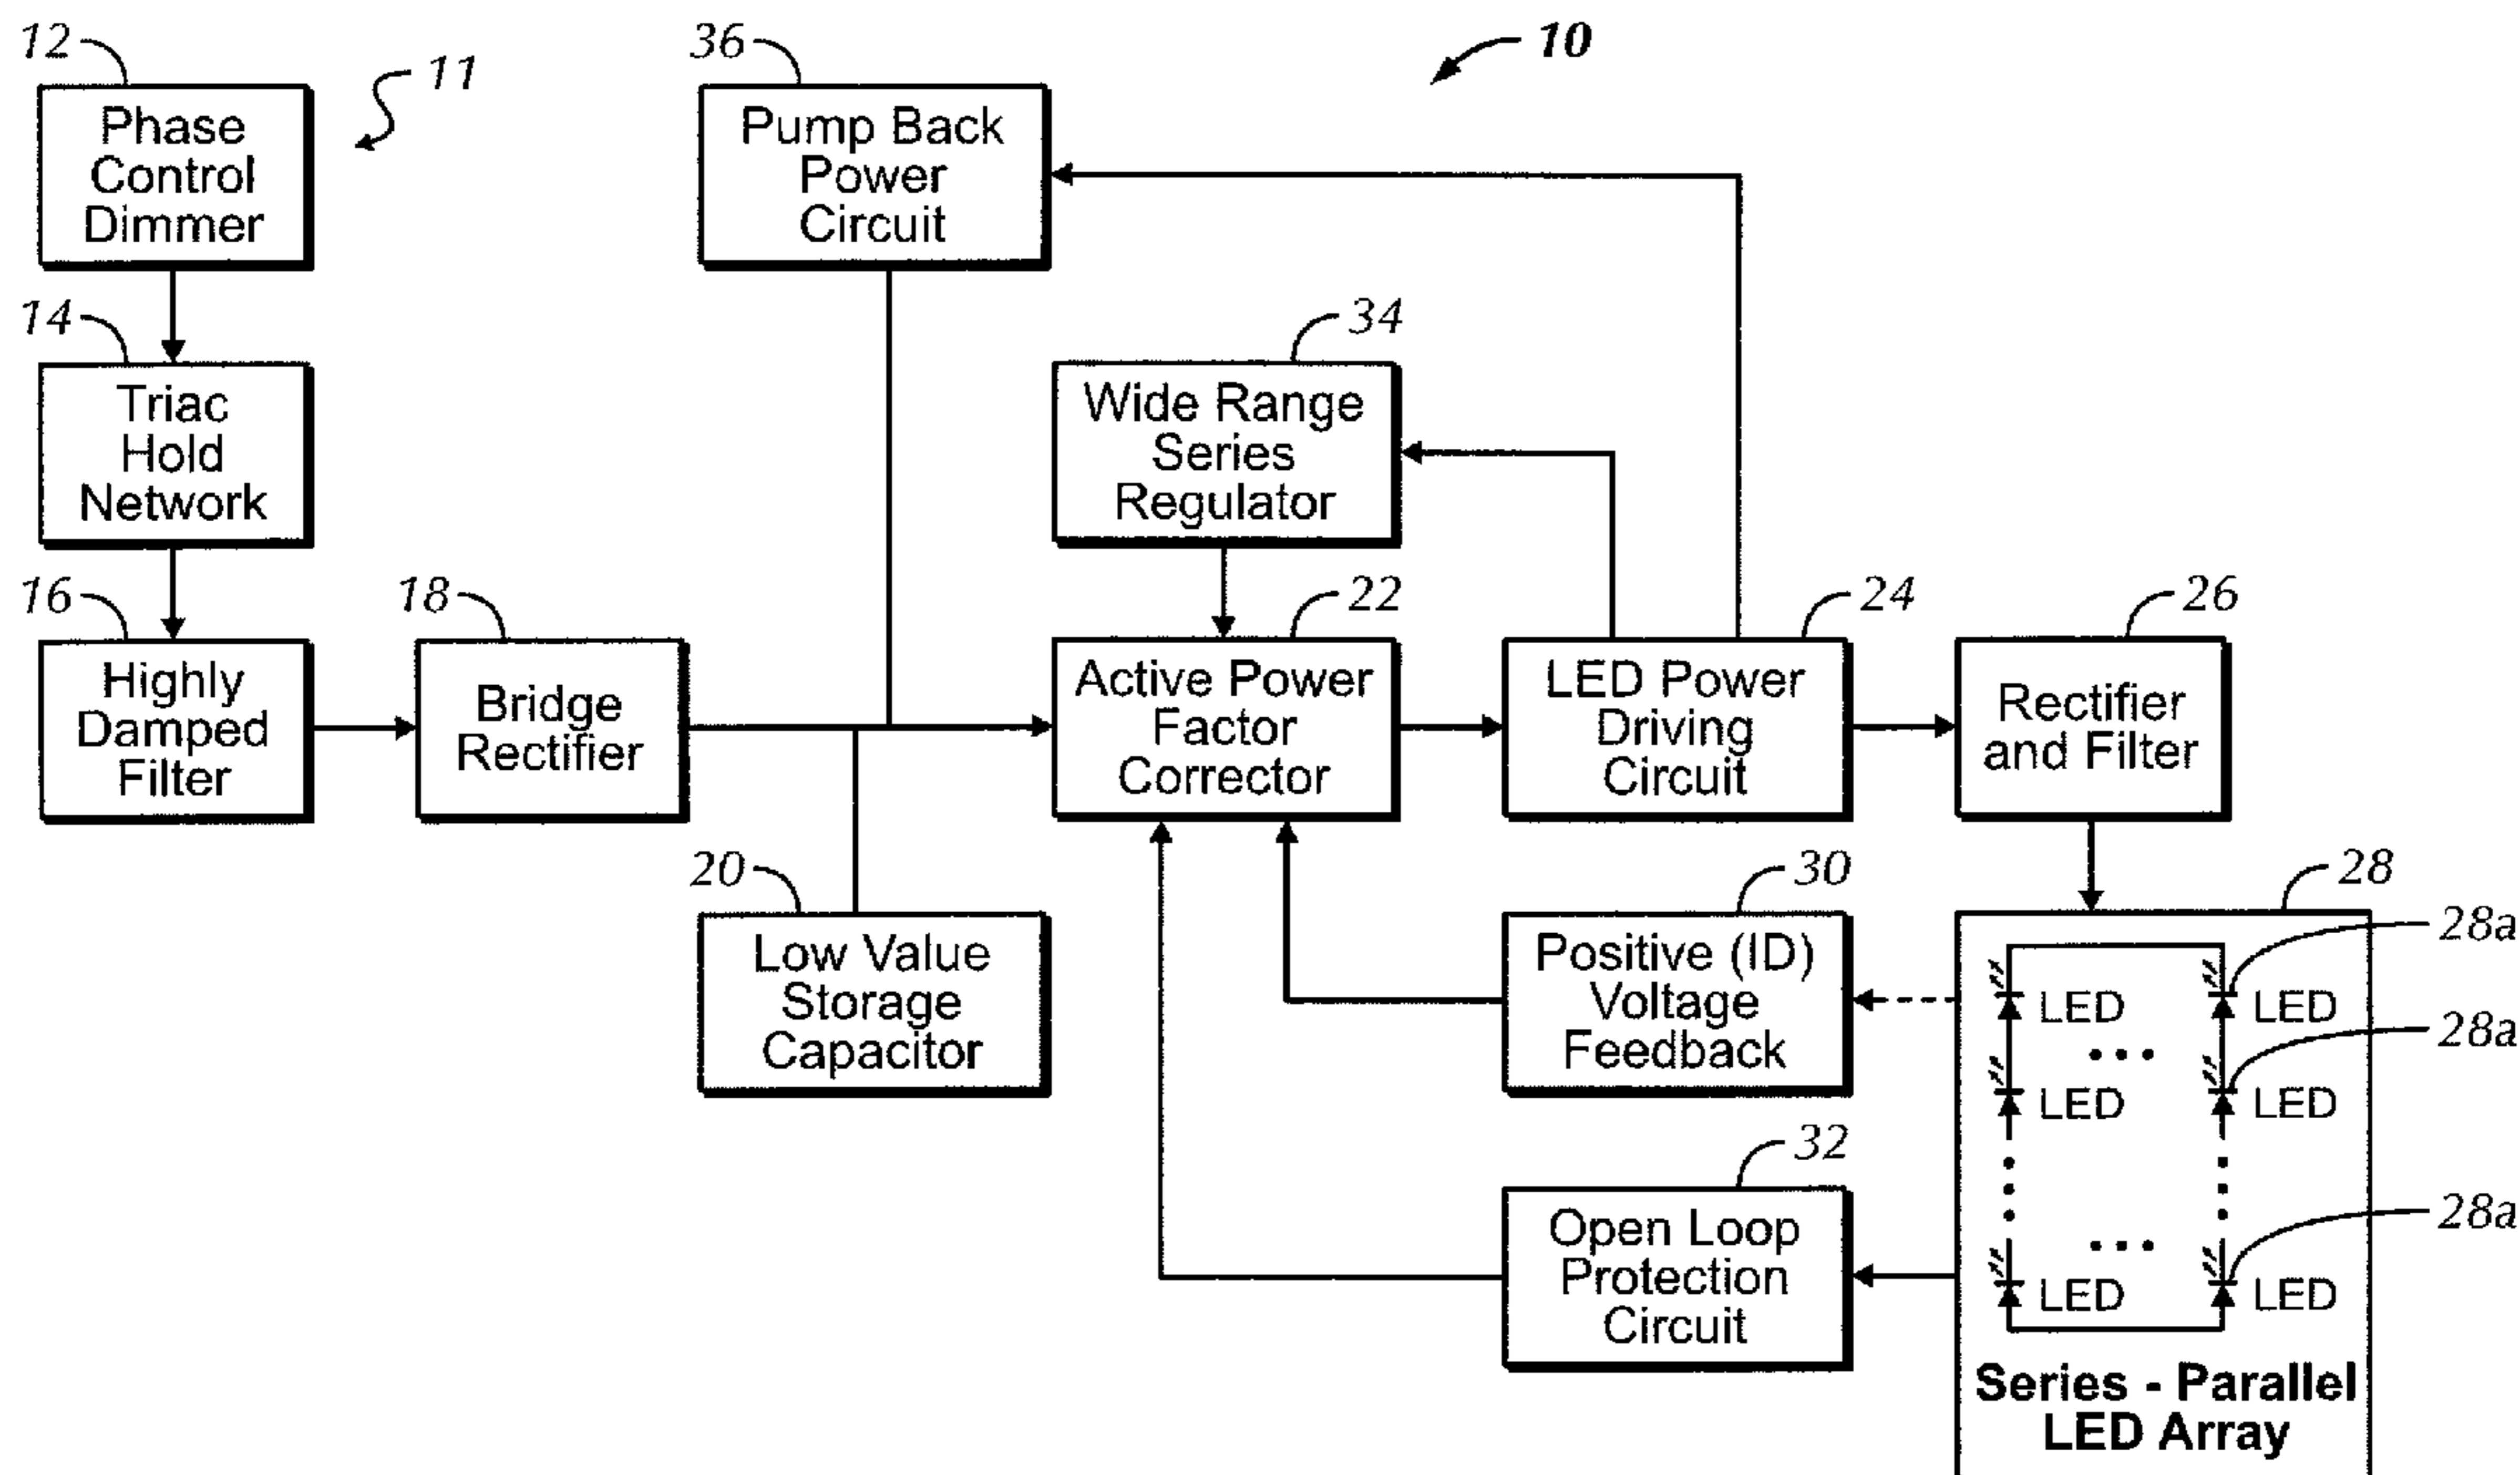 12
Phase
Control
Dimmer
11
36
Pump Back
Power
Circuit
10
14
Triac
Hold
Network
34
Wide Range
Series
Regulator
16
Highly
Damped
Filter
18
Bridge
Rectifier
22
Active Power
Factor
Corrector
24
LED Power
Driving
Circuit
26
Rectifier
and Filter
20
Low Value
Storage
Capacitor
30
Positive (ID)
Voltage
Feedback
32
Open Loop
Protection
Circuit
28
28a
LED
LED
28a
LED
LED
28a
LED
LED
Series - Parallel
LED Array